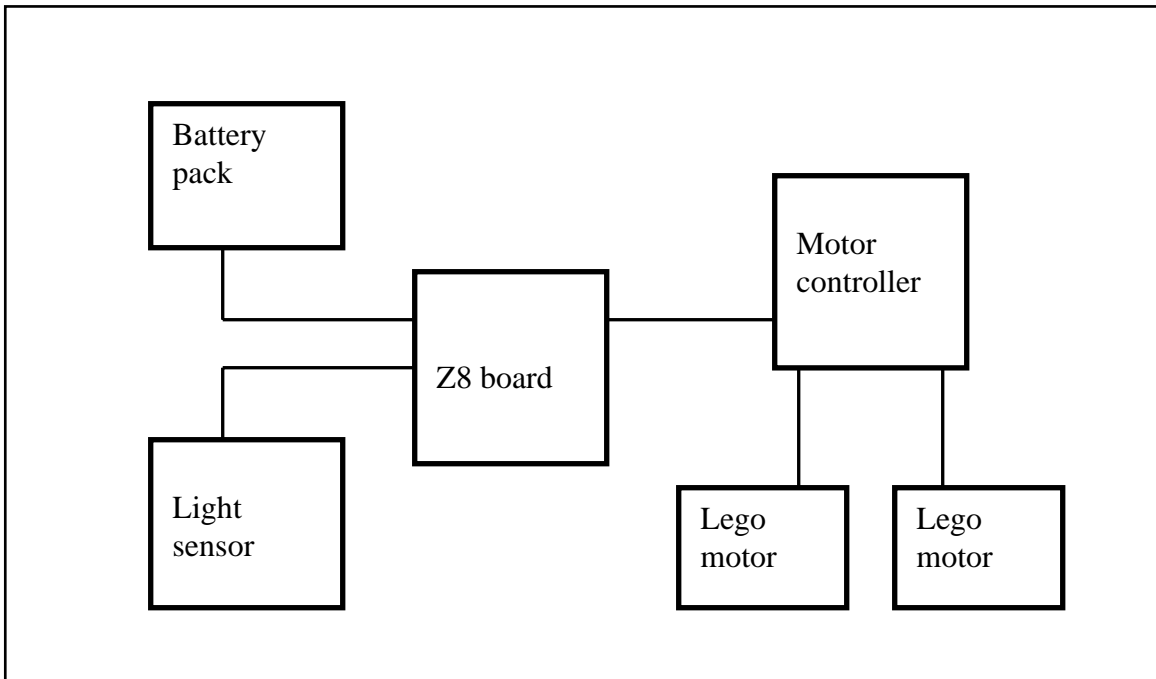 Battery
pack
Motor
controller
Z8 board
Light
sensor
Lego
motor
Lego
motor